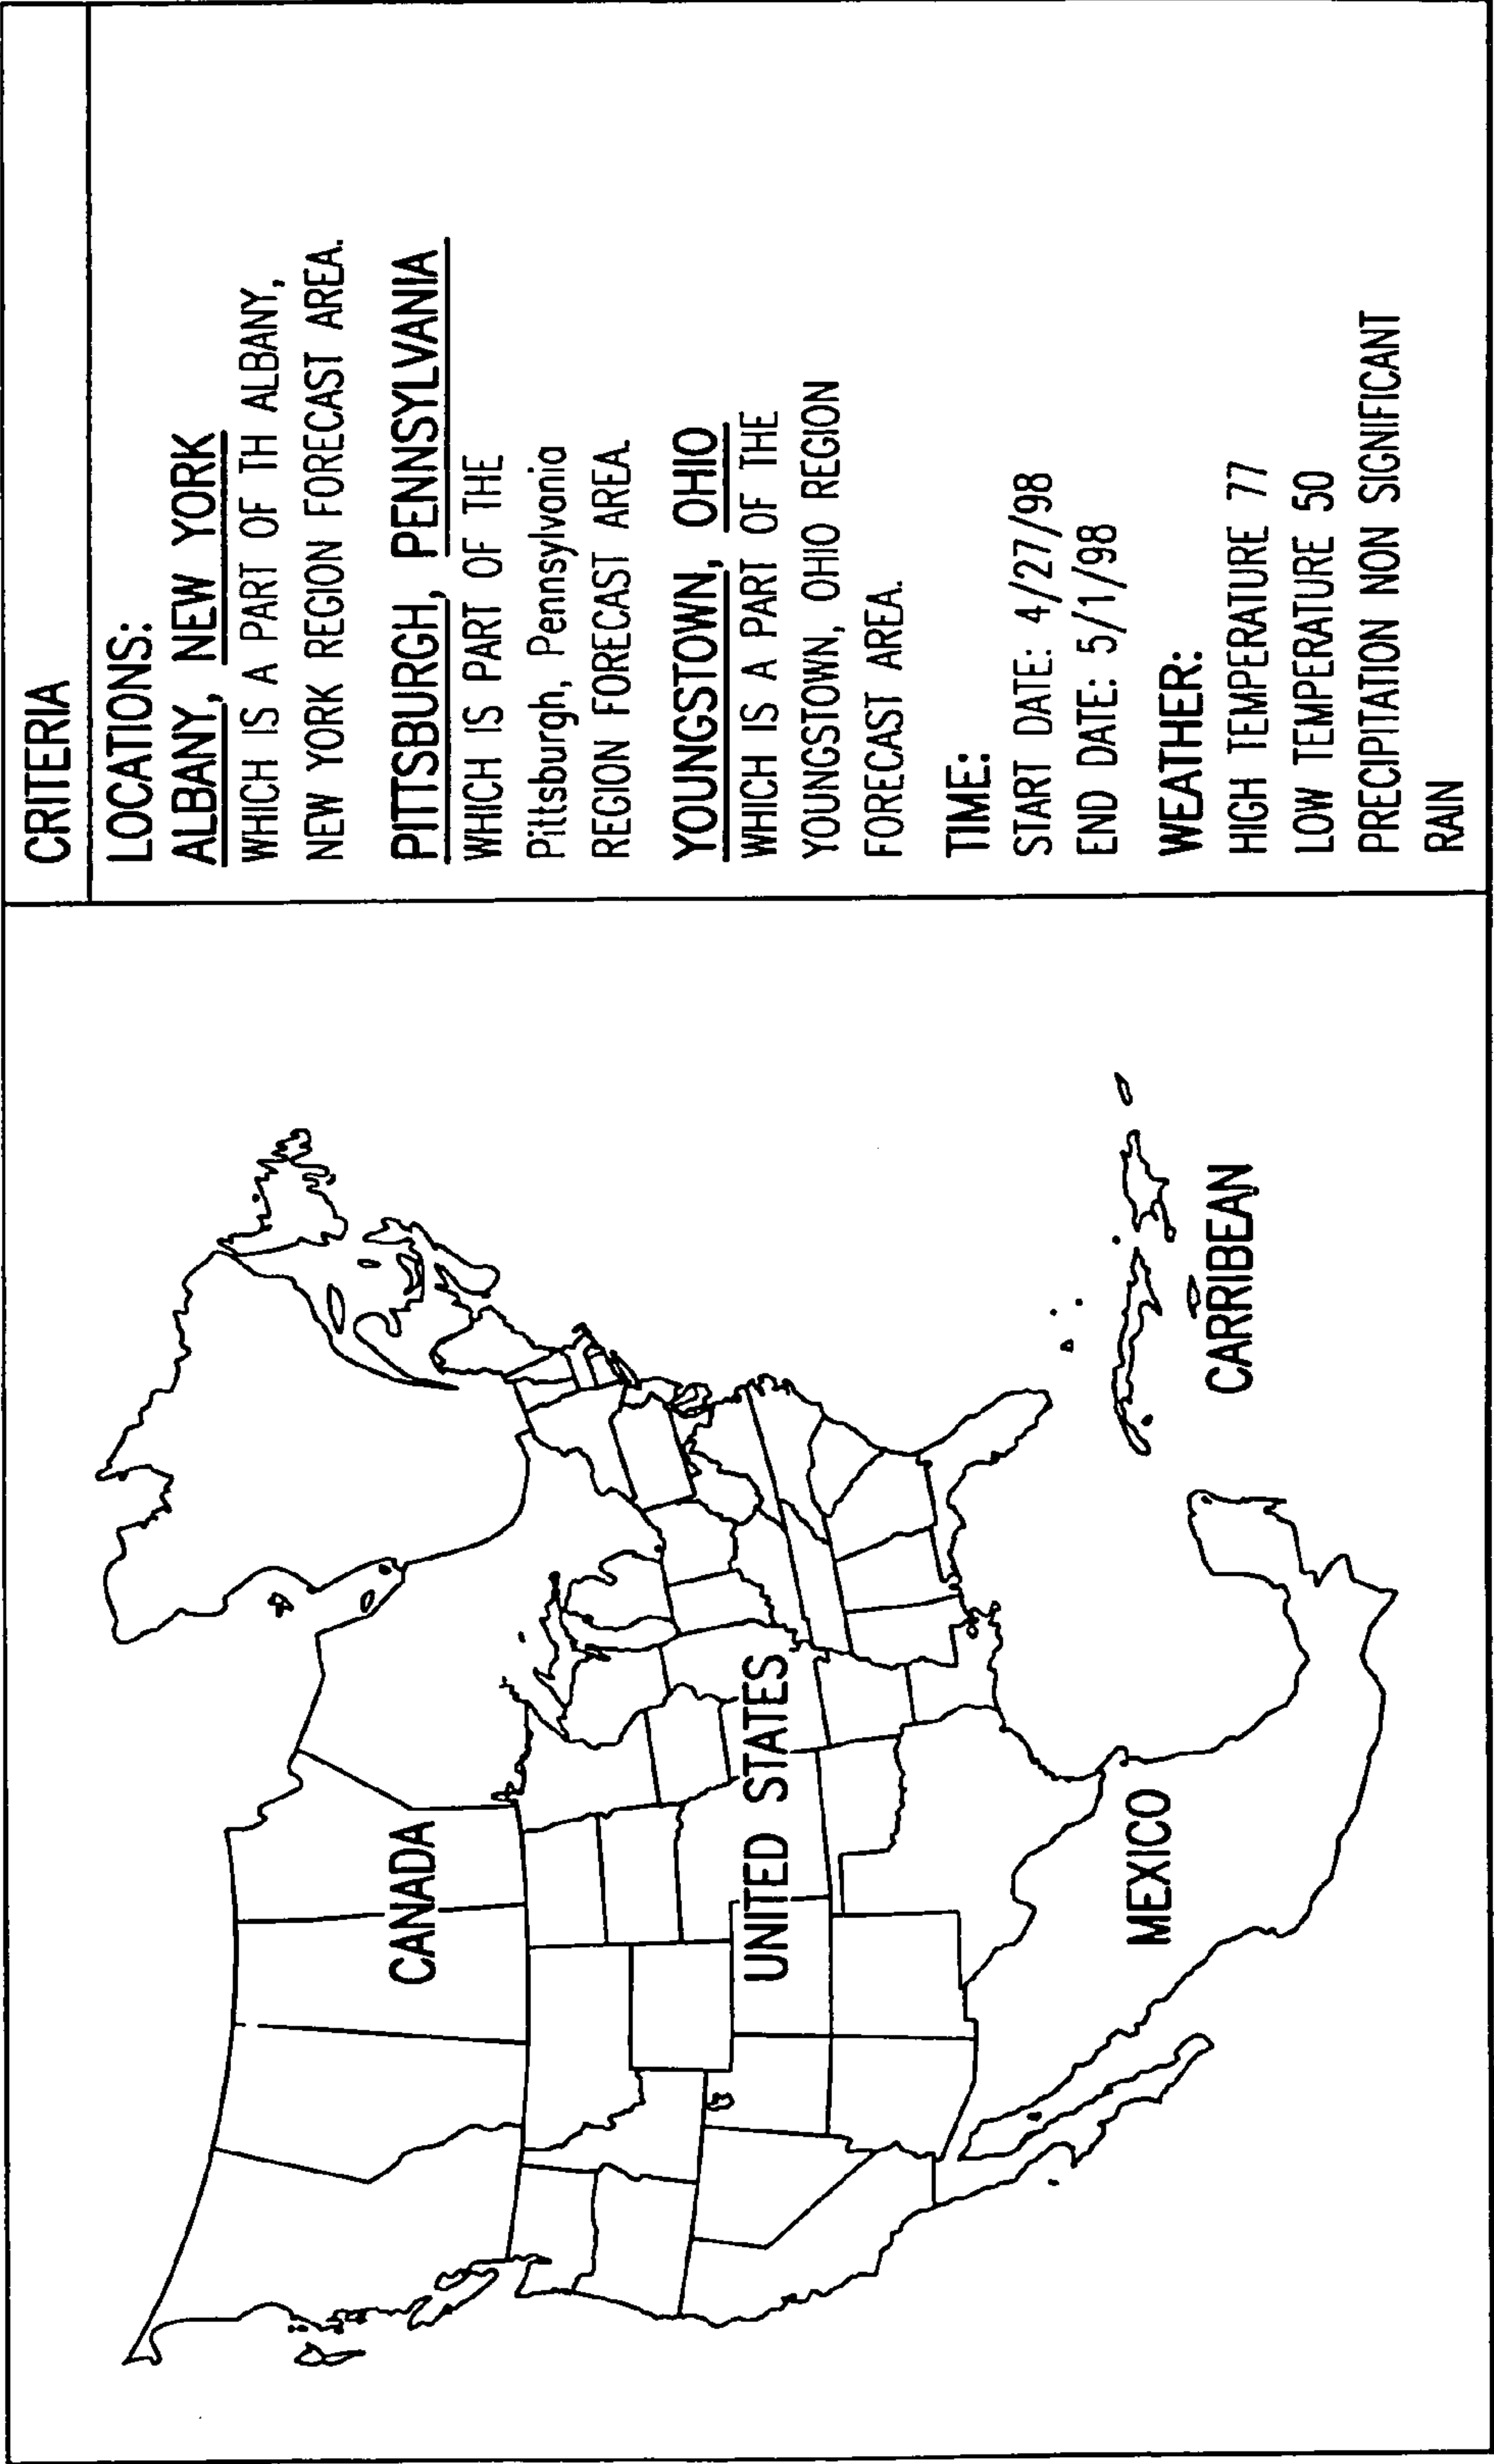 CANADA
UNITED STATES
MEXICO
CARRIBEAN
CRITERIA
LOCATIONS:
ALBANY, NEW YORK
WHICH IS A PART OF TH ALBANY,
NEW YORK REGION FORECAST AREA.
PITTSBURGH, PENNSYLVANIA
WHICH IS PART OF THE
Pittsburgh, Pennsylvania
REGION FORECAST AREA.
YOUNGSTOWN, OHIO
WHICH IS A PART OF THE
YOUNGSTOWN, OHIO REGION
FORECAST AREA.
TIME:
START DATE: 4/27/98
END DATE: 5/1/98
WEATHER:
HIGH TEMPERATURE 77
LOW TEMPERATURE 50
PRECIPITATION NON SIGNIFICANT
RAIN